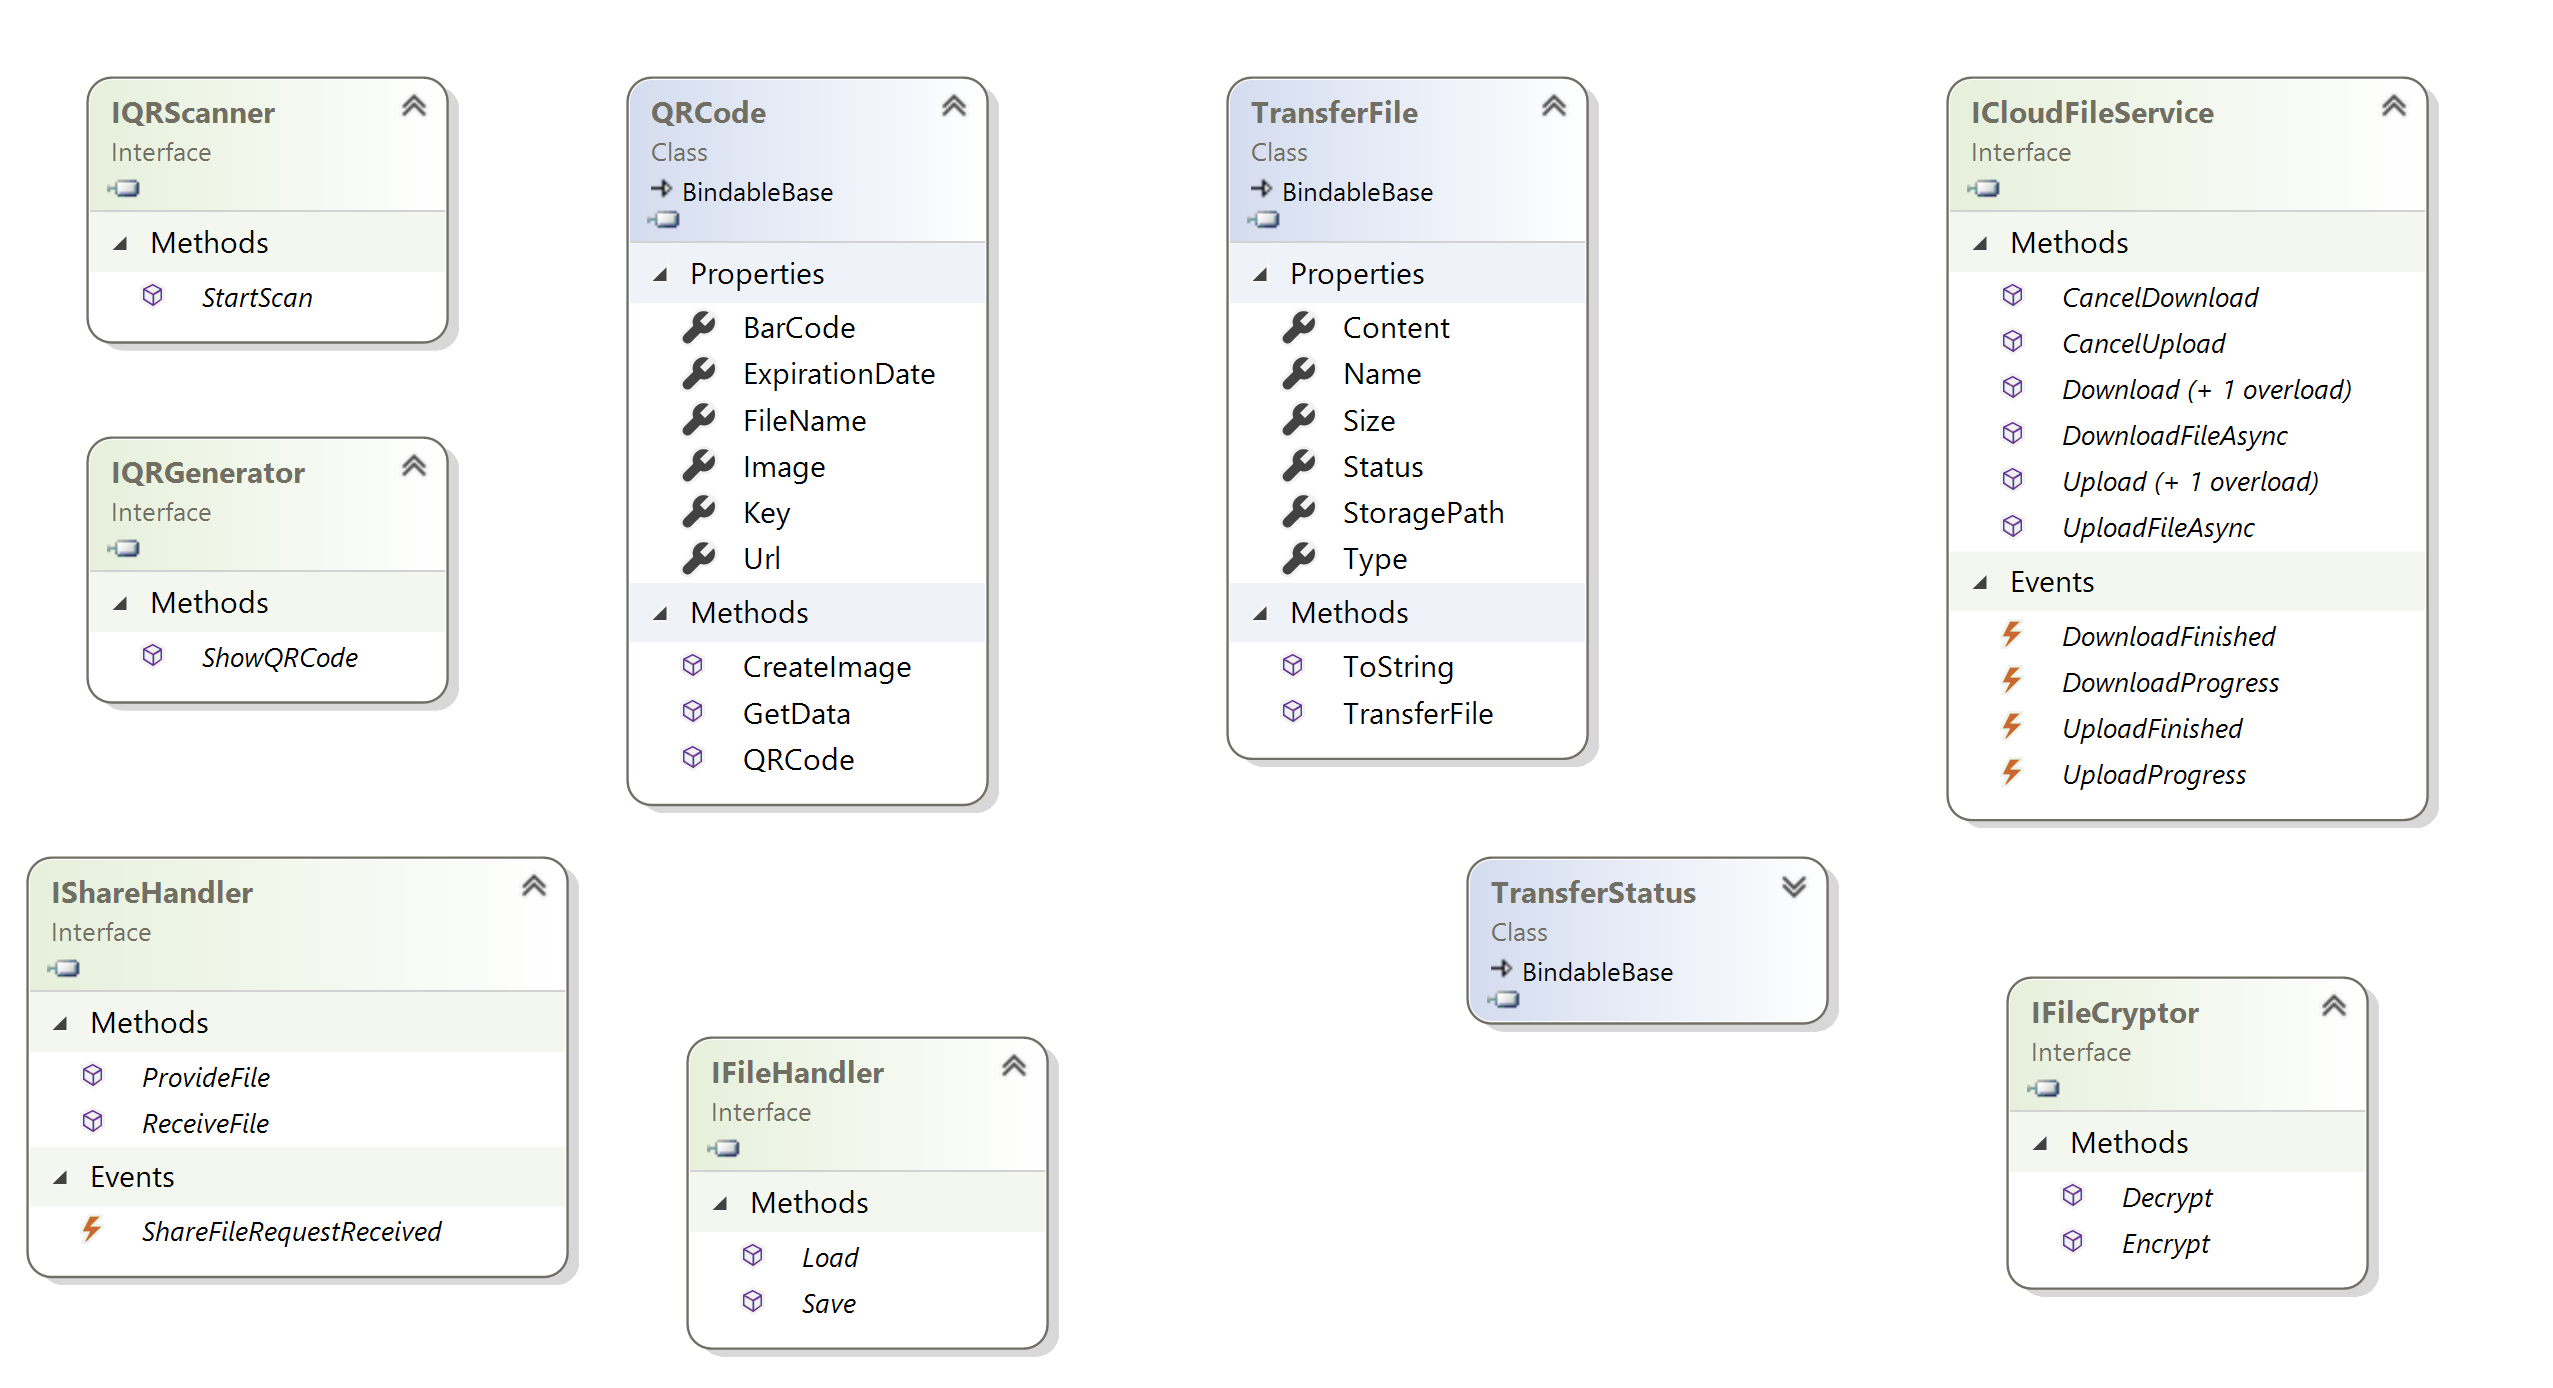 IQRScanner
Interface
Methods
StartScan
IQRGenerator
Interface
Methods
ShowQRCode
QRCode
Class
BindableBase
Properties
BarCode
ExpirationDate
FileName
Image
Key
Url
Methods
CreateImage
GetData
QRCode
TransferFile
Class
BindableBase
Properties
Content
Name
Size
Status
StoragePath
Type
Methods
ToString
TransferFile
ICloudFileService
Interface
Methods
CancelDownload
CancelUpload
Download (+ 1 overload)
DownloadFileAsync
Upload (+ 1 overload)
UploadFileAsync
Events
DownloadFinished
DownloadProgress
UploadFinished
UploadProgress
IShareHandler
Interface
Methods
ProvideFile
ReceiveFile
Events
ShareFileRequestReceived
IFileHandler
Interface
Methods
Load
Save
TransferStatus
Class
BindableBase
IFileCryptor
Interface
Methods
Decrypt
Encrypt